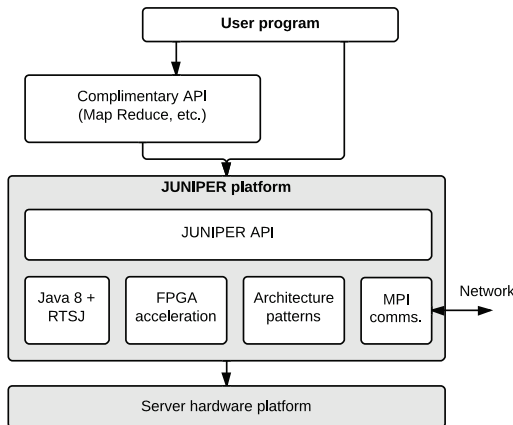 User program
Complimentary API
(Map Reduce, etc.)
JUNIPER platform
JUNIPER API
Java 8 +
RTSJ
FPGA
acceleration
Architecture
patterns
MPI
comms.
Network
Server hardware platform